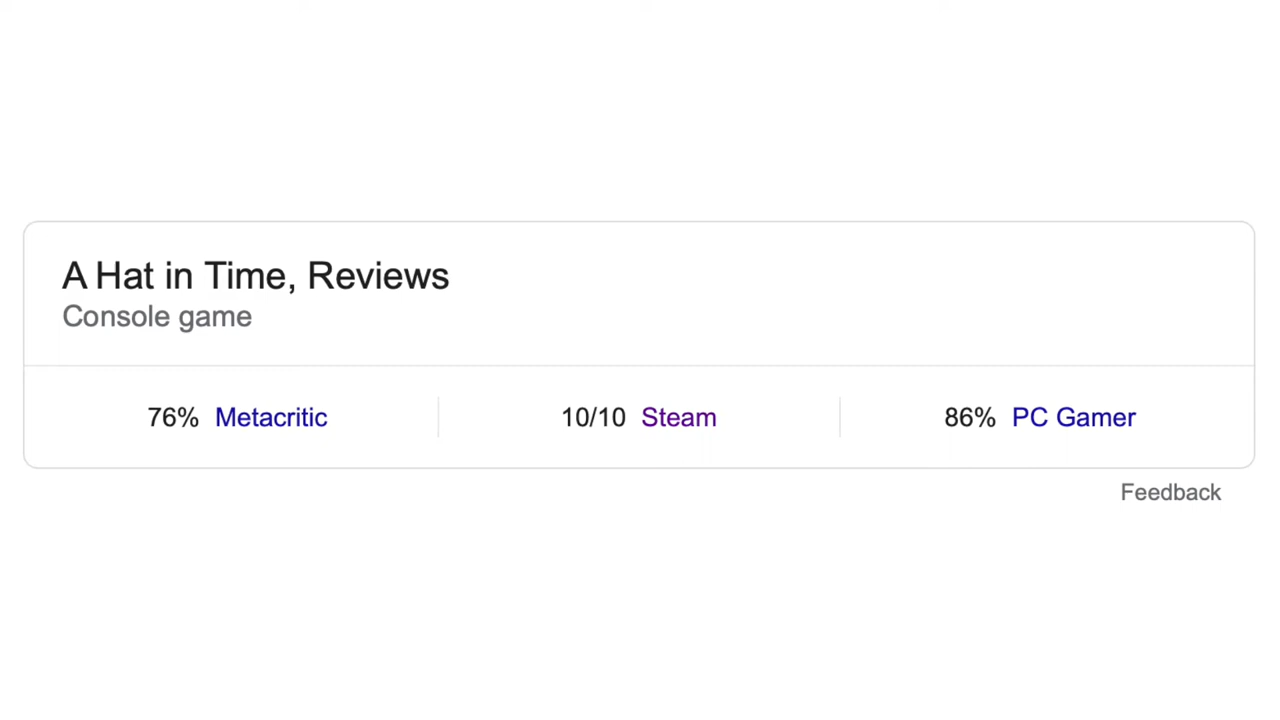 A Hat in Time, Reviews
Console game
76% Metacritic
10/10 Steam
86% PC Gamer
Feedback